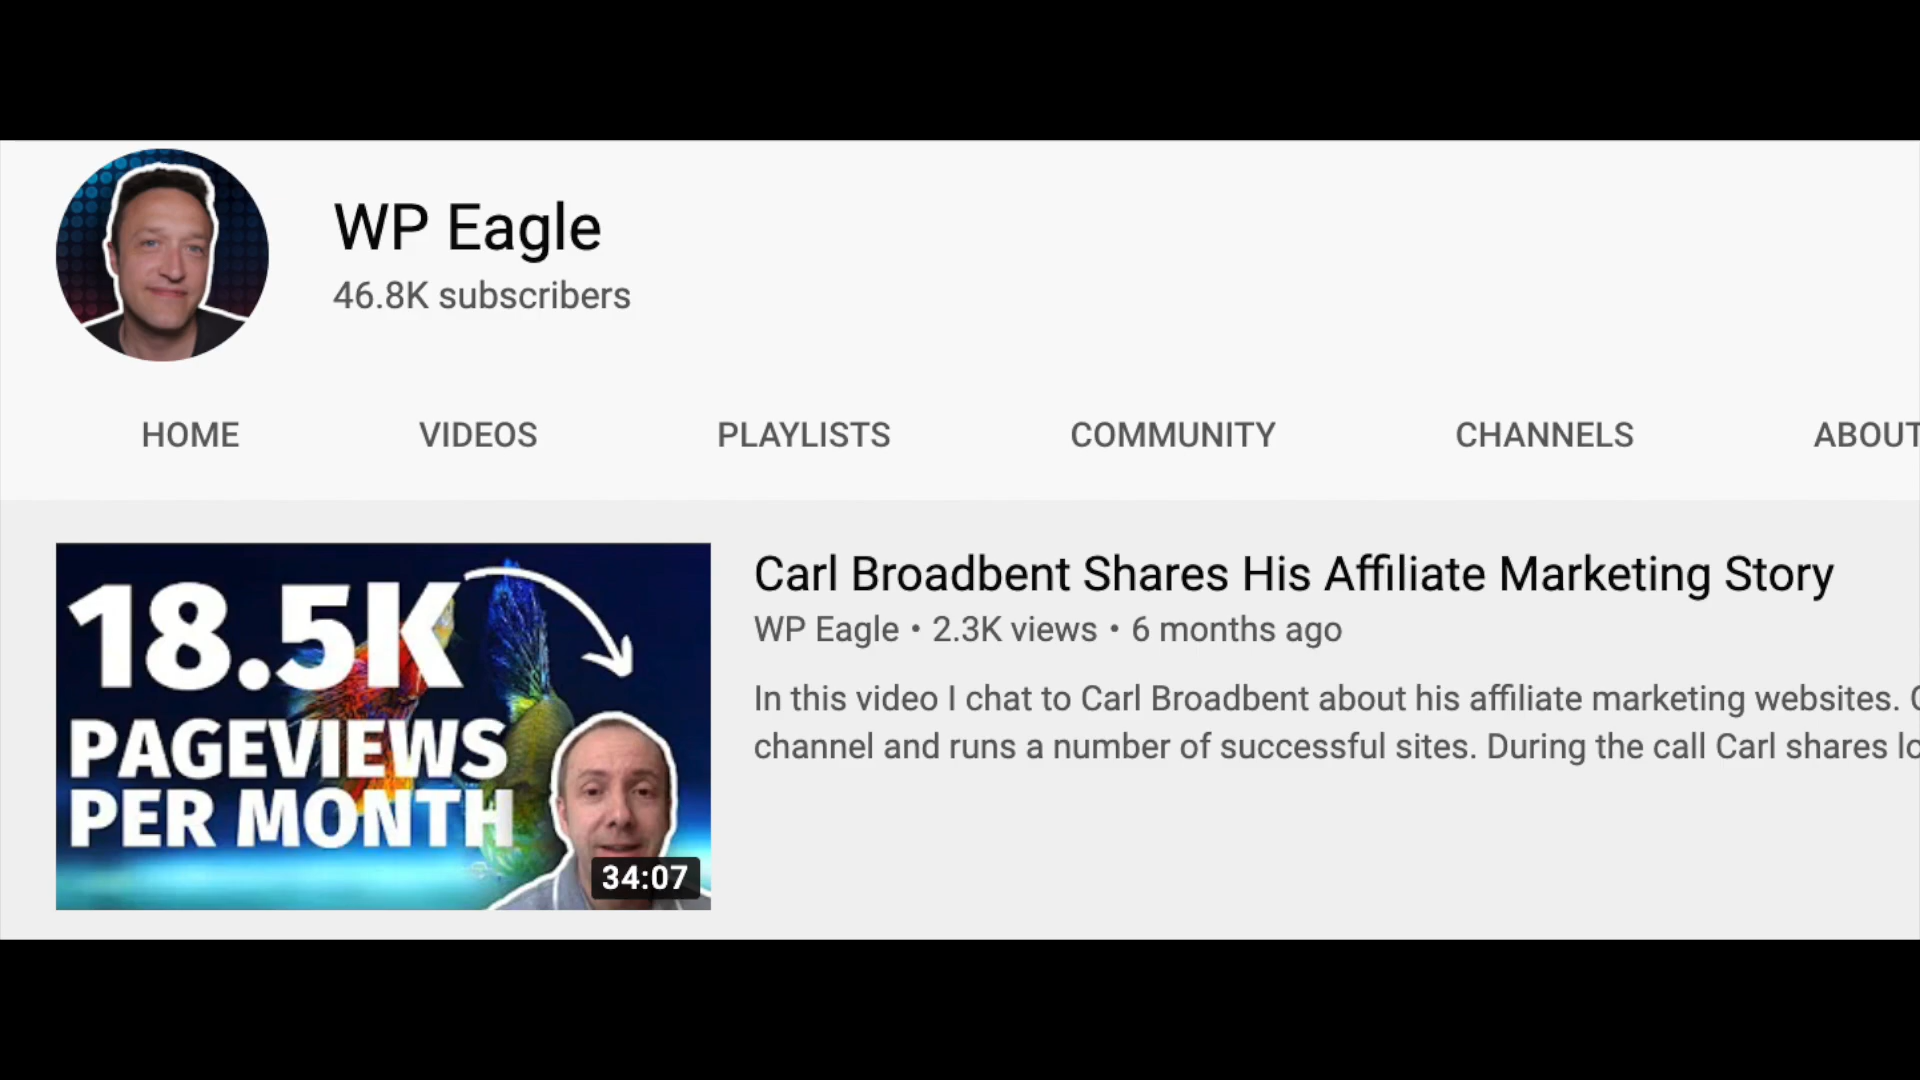 WP Eagle
46.8K subscribers
HOME VIDEOS PLAYLISTS COMMUNITY CHANNELS ABOUT
18.5K
PAGEVIEWS
PER MONTH
34:07
Carl Broadbent Shares His Affiliate Marketing Story
WP Eagle • 2.3K views • 6 months ago
In this video I chat to Carl Broadbent about his affiliate marketing websites.
channel and runs a number of successful sites. During the call Carl shares